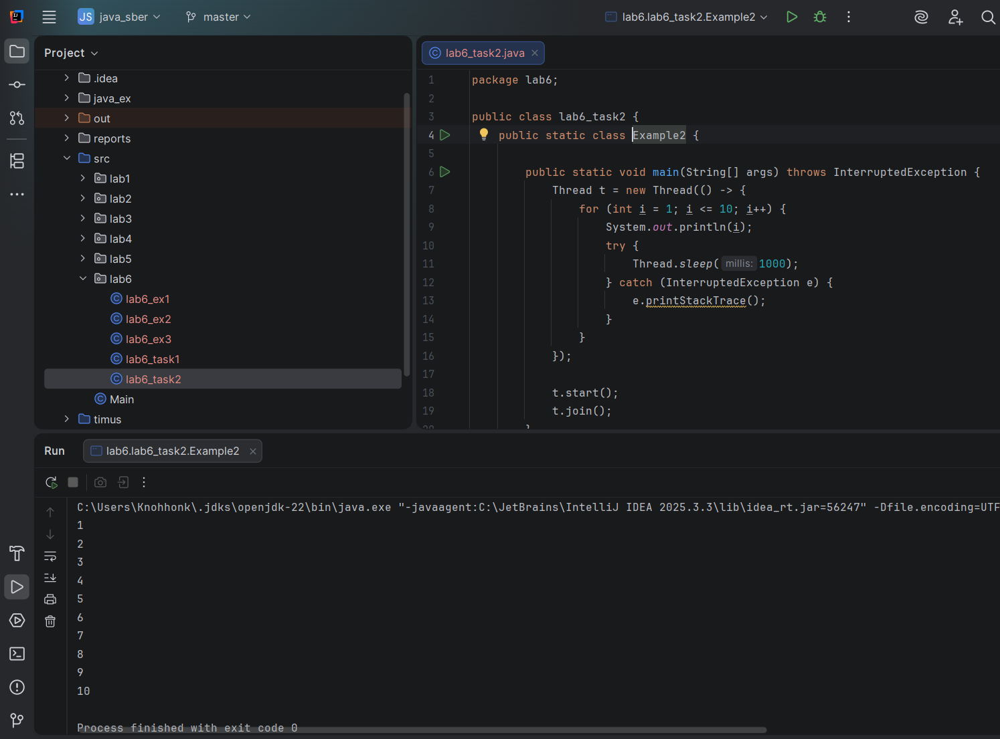 JS java_sber
master
lab6.lab6_task2.Example2
Project
.idea
java_ex
out
reports
src
lab1
lab2
lab3
lab4
lab5
lab6
lab6_ex1
lab6_ex2
lab6_ex3
lab6_task1
lab6_task2
Main
timus
lab6_task2.java
1 package lab6;
2
3 public class lab6_task2 {
4 public static class Example2 {
5
6 public static void main(String[] args) throws InterruptedException {
7 Thread t = new Thread(() -> {
8 for (int i = 1; i <= 10; i++) {
9 System.out.println(i);
10 try {
11 Thread.sleep( millis: 1000);
12 } catch (InterruptedException e) {
13 e.printStackTrace();
14 }
15 }
16 });
17
18 t.start();
19 t.join();
20 }
Run
lab6.lab6_task2.Example2
C:\Users\Knohhonk\.jdks\openjdk-22\bin\java.exe "-javaagent:C:\JetBrains\IntelliJ IDEA 2025.3.3\lib\idea_rt.jar=56247" -Dfile.encoding=UTF
1
2
3
4
5
6
7
8
9
10
Process finished with exit code 0